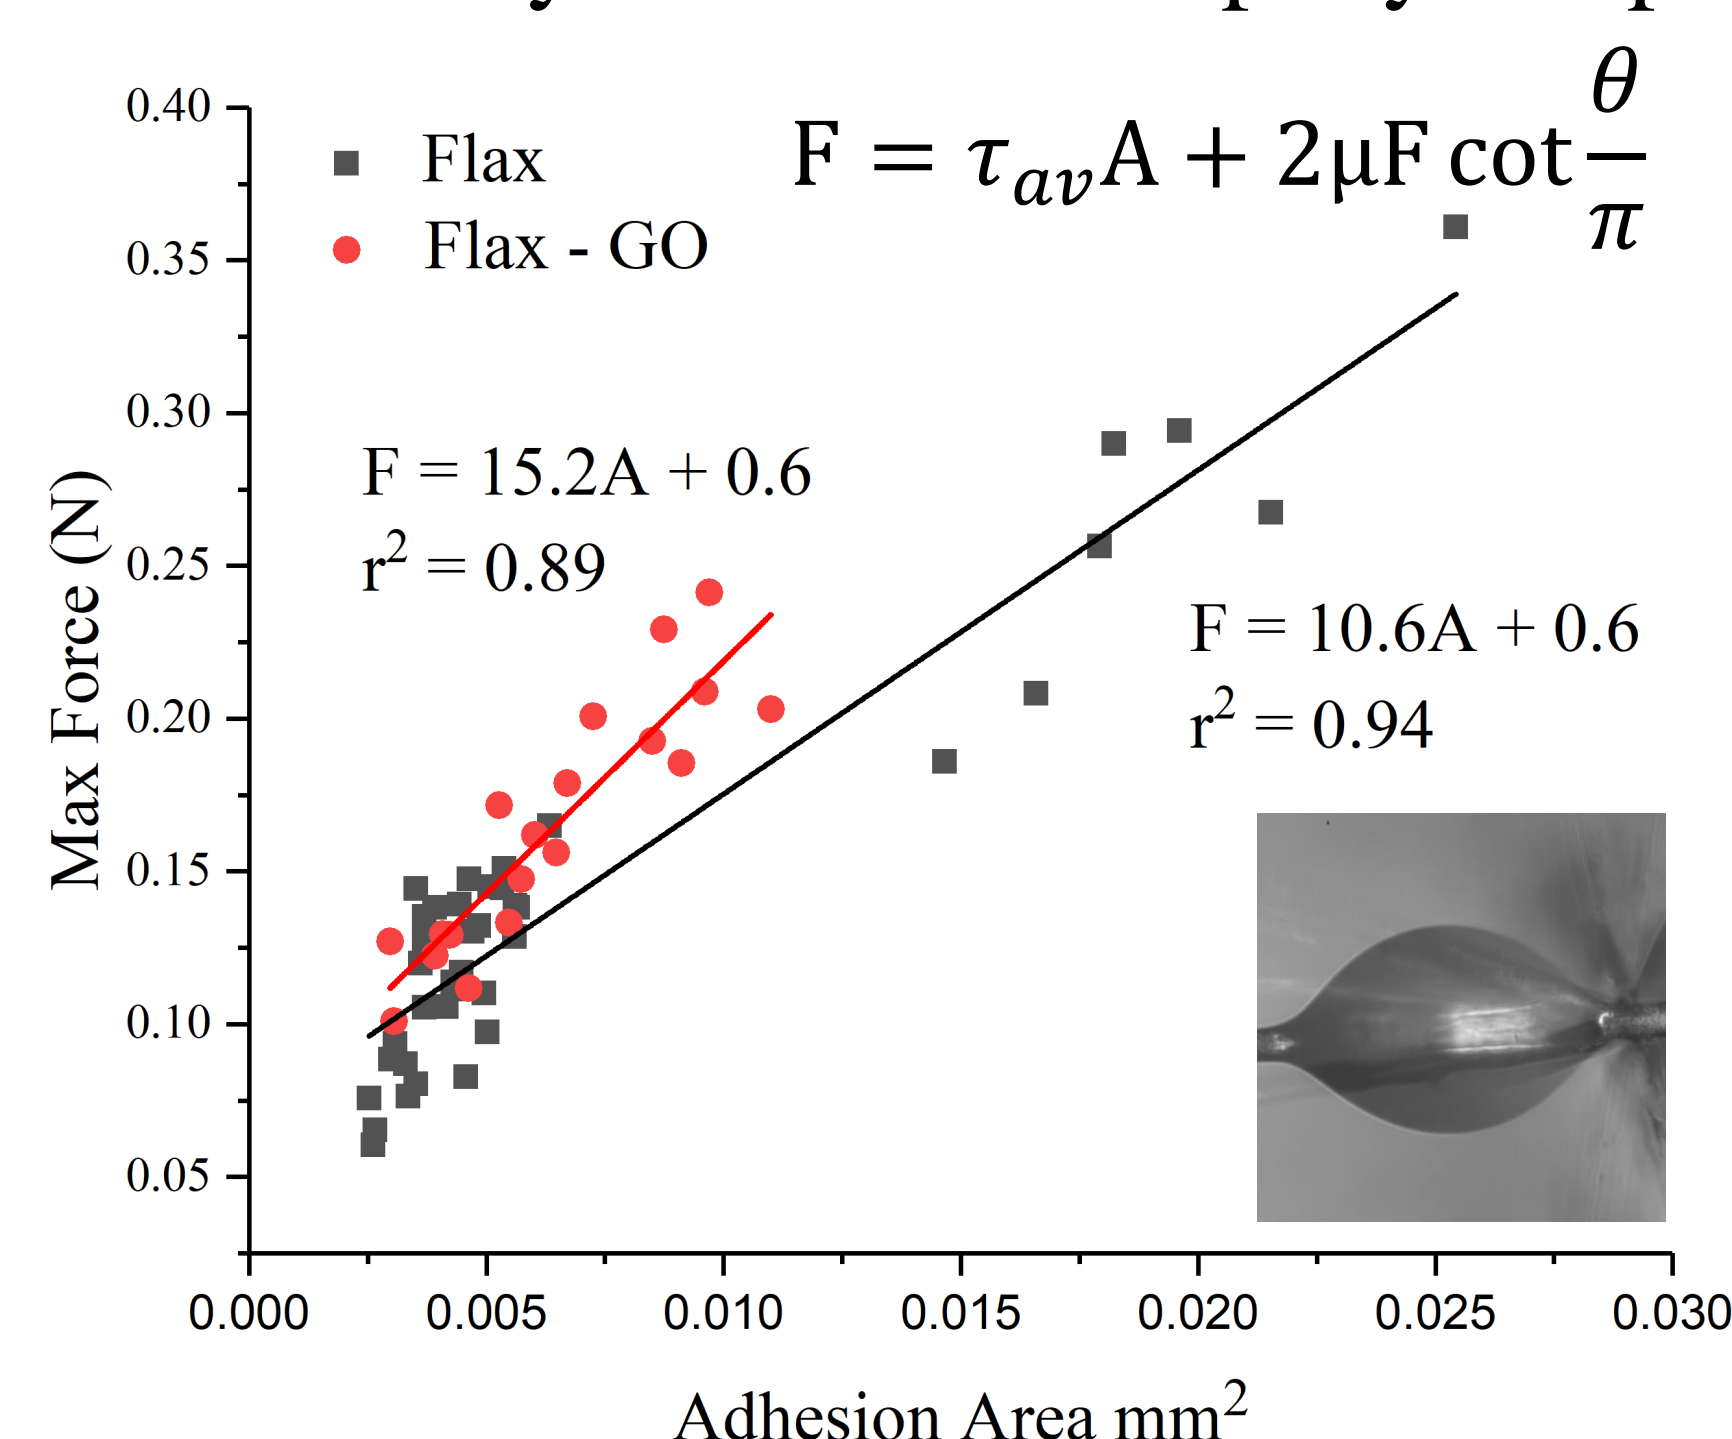 F = τ_av A + 2μF cot θ/π
Flax
Flax - GO
F = 15.2A + 0.6
r² = 0.89
F = 10.6A + 0.6
r² = 0.94
Max Force (N)
0.40
0.35
0.30
0.25
0.20
0.15
0.10
0.05
0.000 0.005 0.010 0.015 0.020 0.025 0.030
Adhesion Area mm²